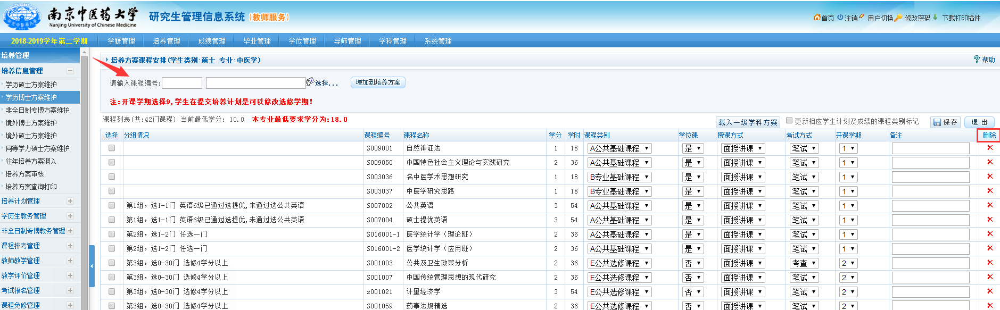 南京中医药大学
Nanjing University of Chinese Medicine
研究生管理信息系统 (教师服务)
首页 注销 用户切换 修改密码 下载打印插件
2018-2019学年第二学期 学籍管理 培养管理 成绩管理 毕业管理 学位管理 导师管理 学科管理 系统管理
培养管理
培养信息管理
学历硕士方案维护
学历博士方案维护
非全日制专博方案维护
境外博士方案维护
境外硕士方案维护
同等学力硕士方案维护
往年培养方案调入
培养方案审核
培养方案查询打印
培养计划管理
学历生教务管理
非全日制专博教务管理
课程排考管理
教师教学管理
教学评价管理
考试报名管理
课程免修管理
培养方案课程安排(学生类别:硕士 专业:中医学)
帮助
请输入课程编号: 选择... 增加到培养方案
注:开课学期选择9,学生在提交培养计划是可以修改选修学期!
课程列表(共:42门课程) 当前最低学分: 10.0 本专业最低要求学分为:18.0
载入一级学科方案 更新相应学生计划及成绩的课程类别标记 保存 退 出
选择 分组情况 课程编号 课程名称 学分 学时 课程类别 学位课 授课方式 考试方式 开课学期 备注 删除
S009001 自然辩证法 1 18 A公共基础课程 是 面授讲课 笔试 1
S009050 中国特色社会主义理论与实践研究 2 36 A公共基础课程 是 面授讲课 笔试 1
S003036 名中医学术思想研究 1 18 B专业基础课程 是 面授讲课 笔试 1
S003037 中医学研究思路 1 18 B专业基础课程 是 面授讲课 笔试 1
第1组，选1-1门 英语6级已通过选提优,未通过选公共英语 S007002 公共英语 3 54 A公共基础课程 是 面授讲课 笔试 1
第1组，选1-1门 英语6级已通过选提优,未通过选公共英语 S007004 硕士提优英语 3 54 A公共基础课程 是 面授讲课 笔试 1
第2组，选1-2门 任选一门 S016001-1 医学统计学（理论班） 2 36 A公共基础课程 是 面授讲课 笔试 1
第2组，选1-2门 任选一门 S016001-2 医学统计学（应用班） 2 36 A公共基础课程 是 面授讲课 笔试 1
第3组，选0-30门 选修4学分以上 S001003 公共及卫生政策分析 2 36 E公共选修课程 否 面授讲课 考查 2
第3组，选0-30门 选修4学分以上 S001007 中国传统管理思想的现代研究 2 36 E公共选修课程 否 面授讲课 笔试 2
第3组，选0-30门 选修4学分以上 s001021 计量经济学 3 54 E公共选修课程 否 面授讲课 笔试 2
第3组，选0-30门 选修4学分以上 S001059 药事法规精选 2 36 E公共选修课程 否 面授讲课 笔试 2